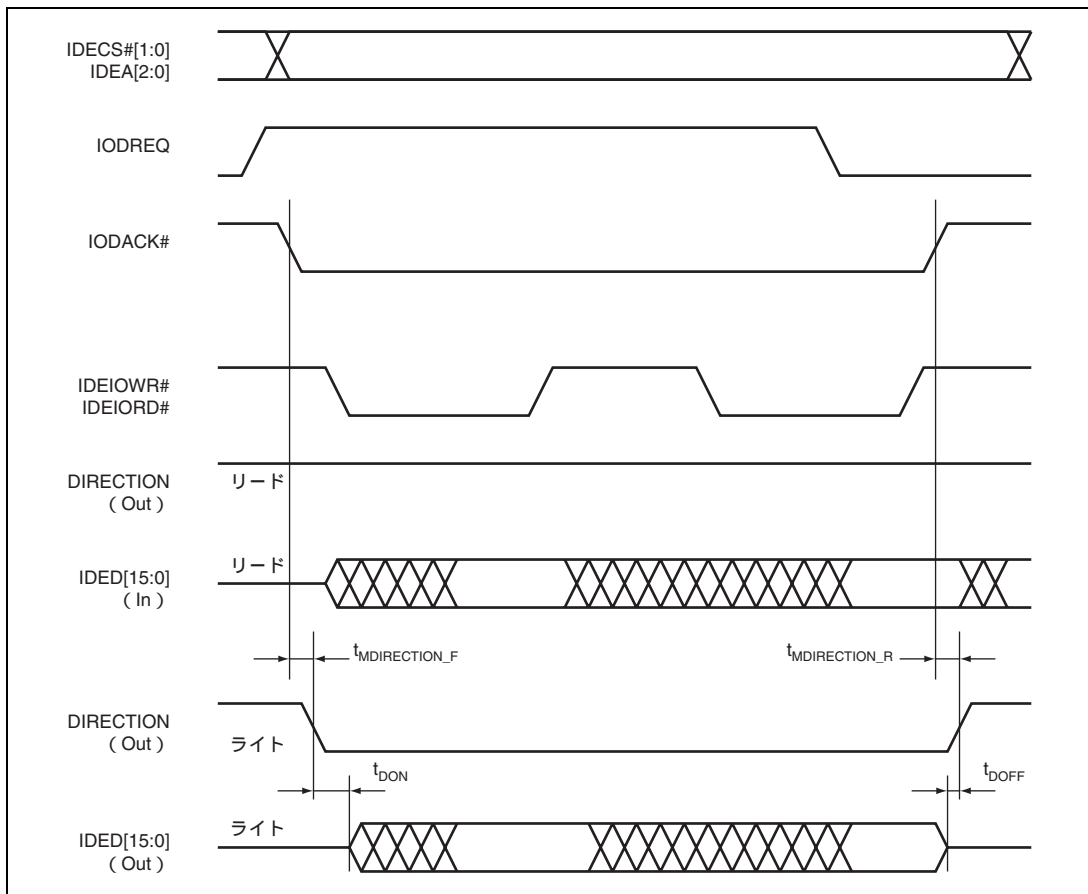 IDECS#[1:0]
IDEA[2:0]
IODREQ
IODACK#
IDEIOWR#
IDEIORD#
DIRECTION
( Out )
リード
IDED[15:0]
( In )
リード
tMDIRECTION_F
tMDIRECTION_R
DIRECTION
( Out )
ライト
tDON
tDOFF
IDED[15:0]
( Out )
ライト